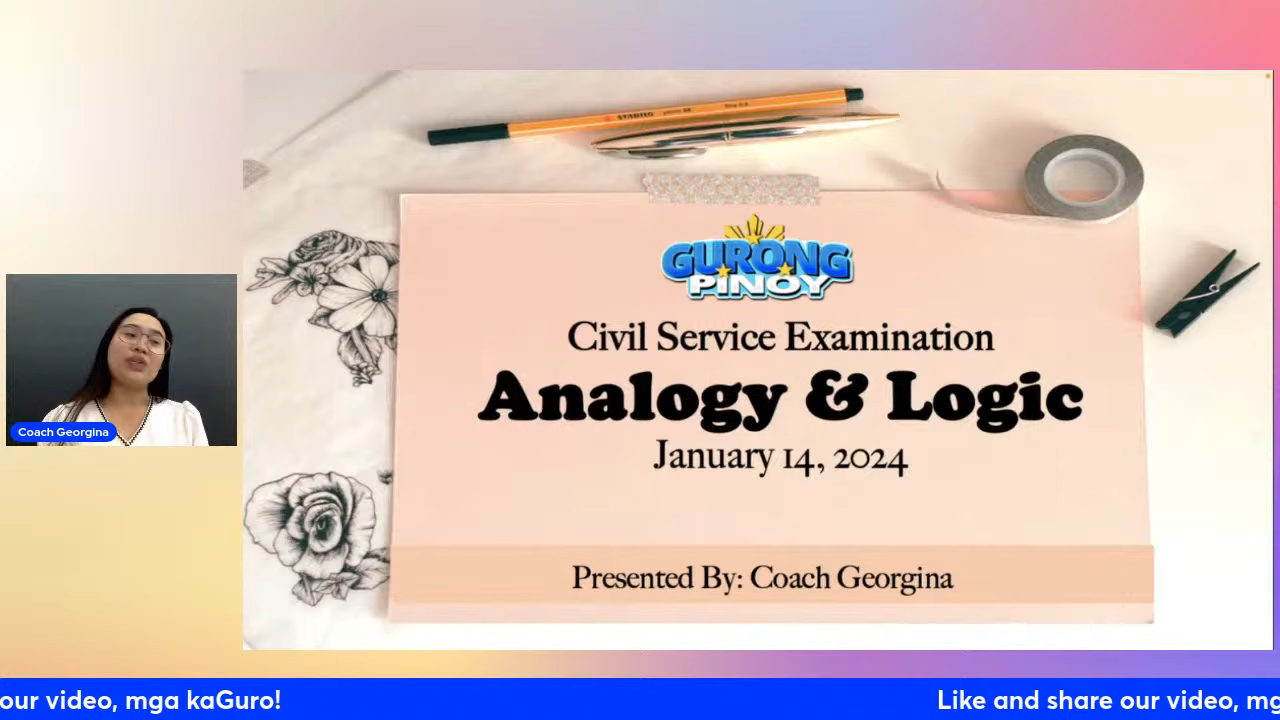 STABILO
GURONG
PINOY
Civil Service Examination
Analogy & Logic
January 14, 2024
Presented By: Coach Georgina
Coach Georgina
our video, mga kaGuro!
Like and share our video, mg